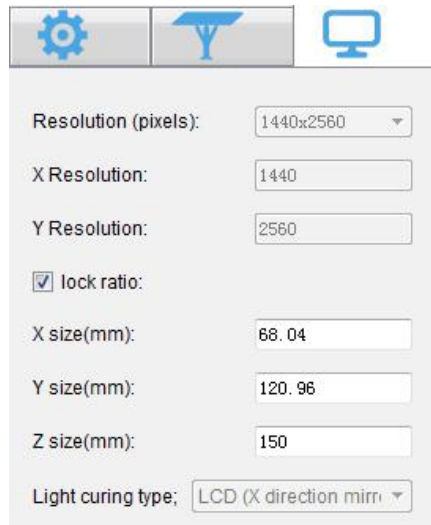 Resolution (pixels): 1440x2560
X Resolution: 1440
Y Resolution: 2560
lock ratio:
X size(mm): 68.04
Y size(mm): 120.96
Z size(mm): 150
Light curing type; LCD (X direction